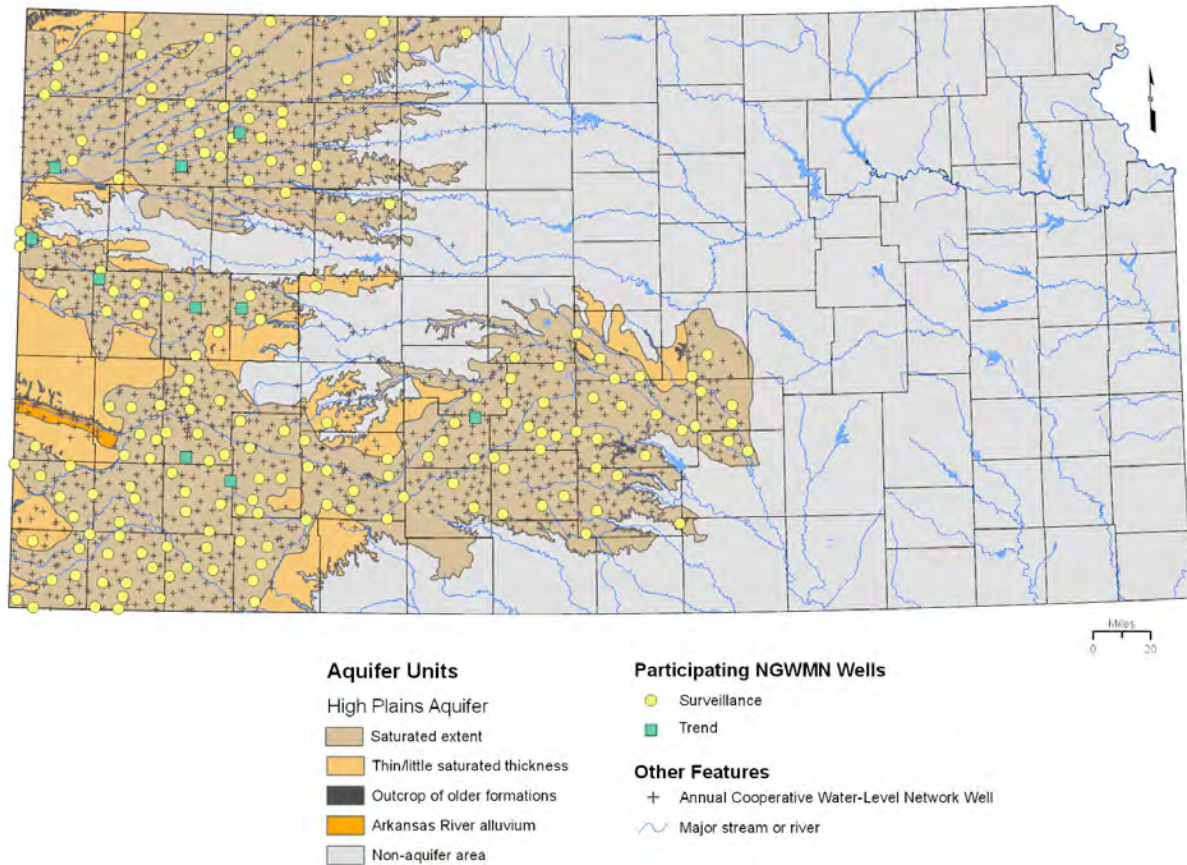 Miles
0 20
Aquifer Units
High Plains Aquifer
Saturated extent
Thin/little saturated thickness
Outcrop of older formations
Arkansas River alluvium
Non-aquifer area
Participating NGWMN Wells
Surveillance
Trend
Other Features
Annual Cooperative Water-Level Network Well
Major stream or river